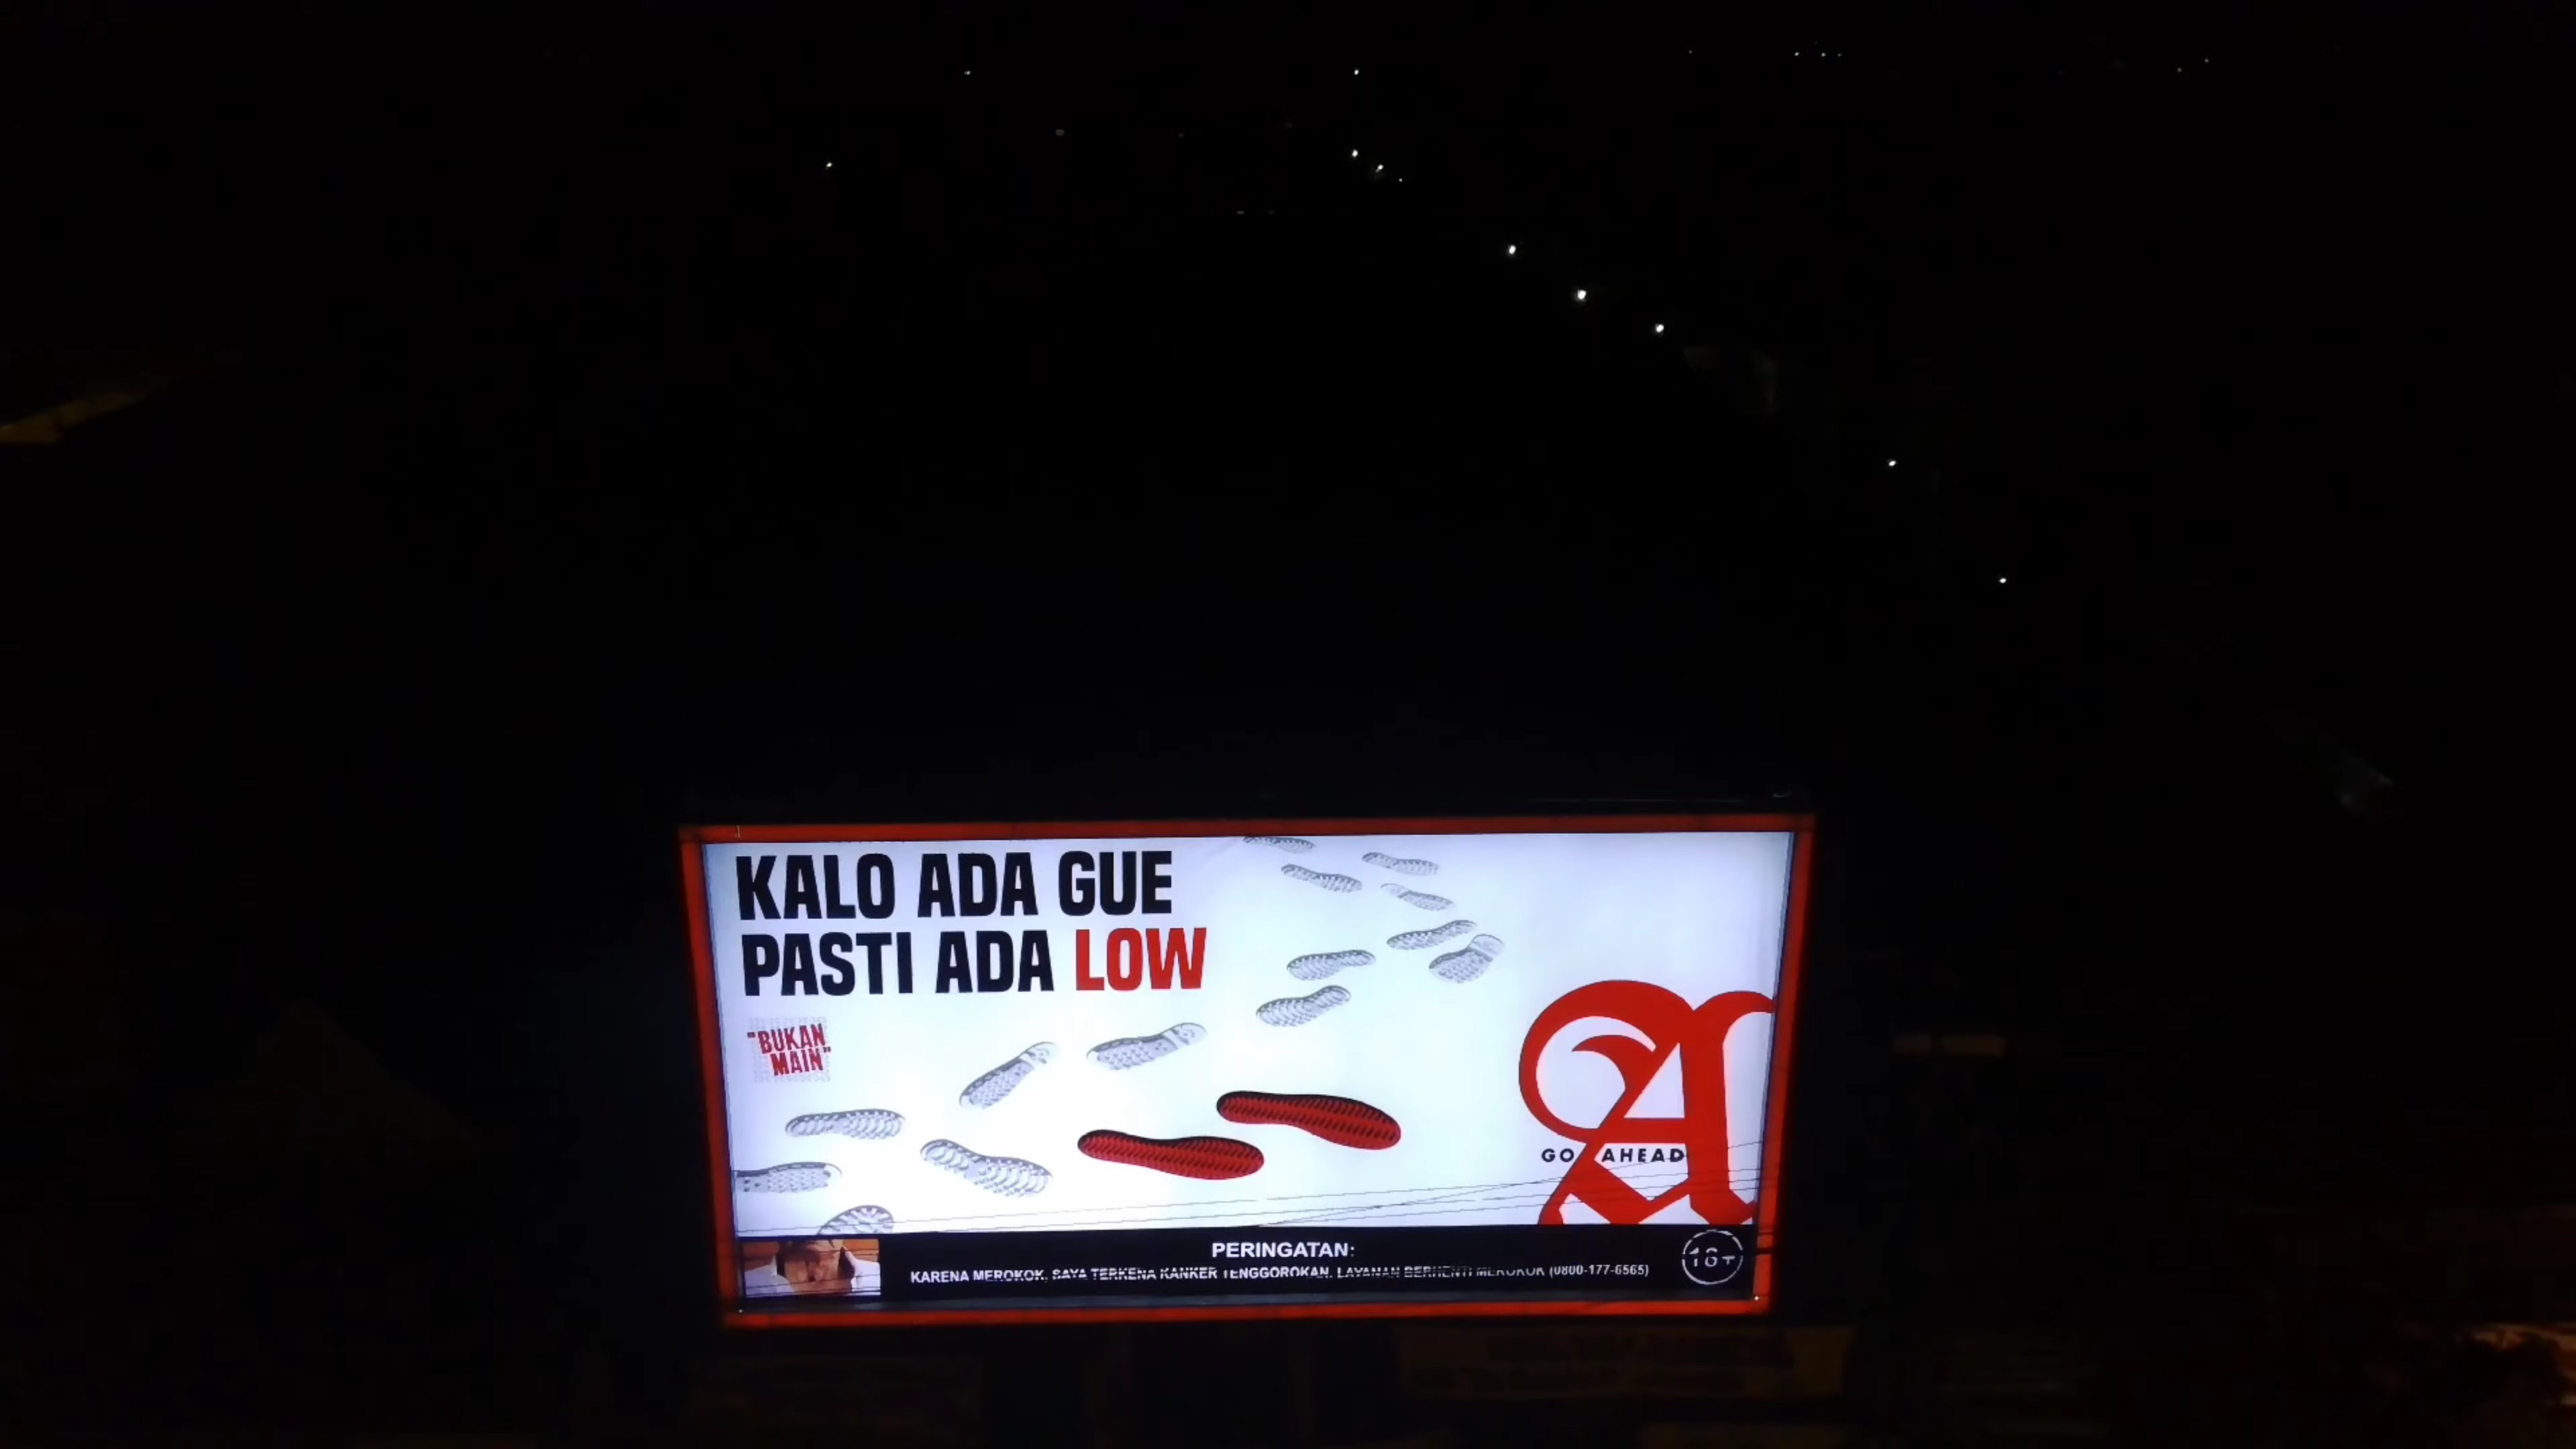 KALO ADA GUE
PASTI ADA LOW
"BUKAN
MAIN"
A
GO AHEAD
PERINGATAN:
KARENA MEROKOK, SAYA TERKENA KANKER TENGGOROKAN. LAYANAN BERHENTI MEROKOK (0800-177-6565)
18+